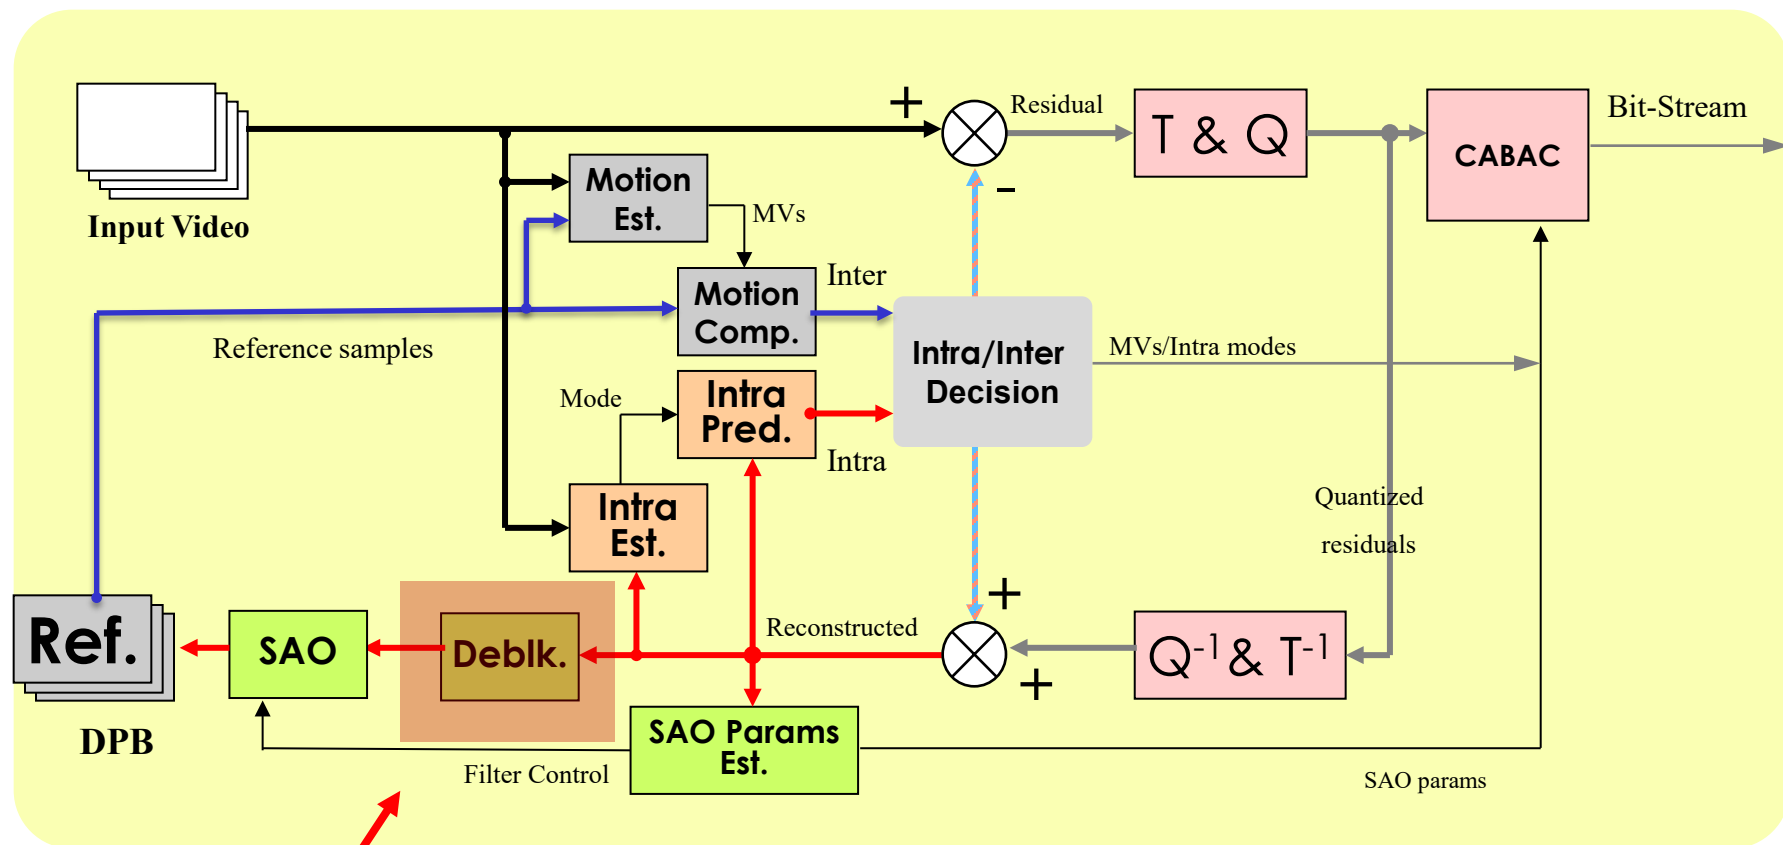 +
Residual
T & Q
CABAC
Bit-Stream
Input Video
Motion
Est.
MVs
-
Motion
Comp.
Inter
Reference samples
Intra/Inter
Decision
MVs/Intra modes
Mode
Intra
Pred.
Intra
Intra
Est.
Quantized
residuals
Ref.
DPB
SAO
Deblk.
Reconstructed
+
+
Q-1 & T-1
SAO Params
Est.
Filter Control
SAO params